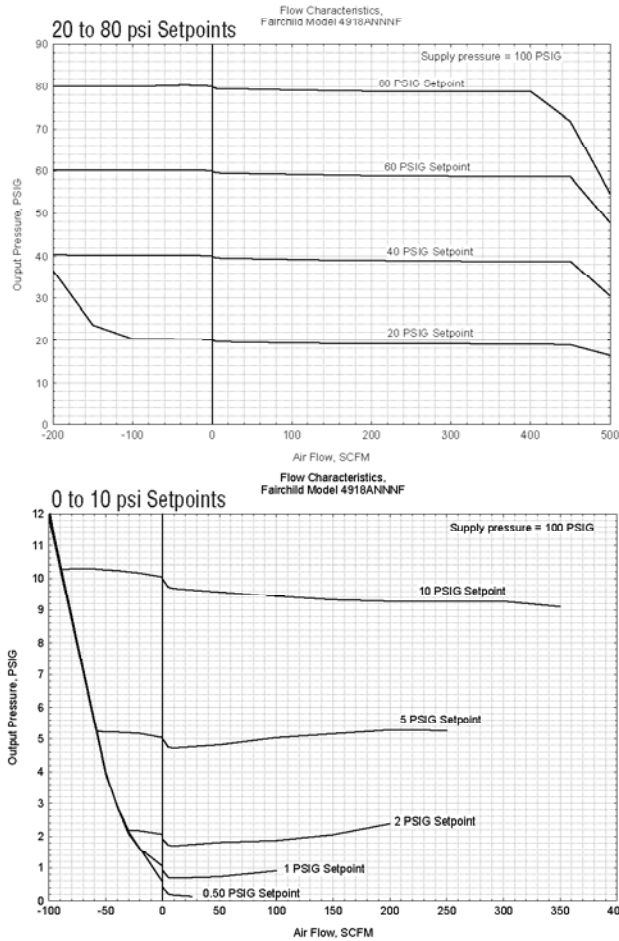 Flow Characteristics,
Fairchild Model 4918ANNNF
20 to 80 psi Setpoints
Supply pressure = 100 PSIG
80 PSIG Setpoint
60 PSIG Setpoint
40 PSIG Setpoint
20 PSIG Setpoint
Output Pressure, PSIG
90
80
70
60
50
40
30
20
10
0
-200 -100 0 100 200 300 400 500
Air Flow, SCFM
Flow Characteristics,
Fairchild Model 4918ANNNF
0 to 10 psi Setpoints
Supply pressure = 100 PSIG
10 PSIG Setpoint
5 PSIG Setpoint
2 PSIG Setpoint
1 PSIG Setpoint
0.50 PSIG Setpoint
Output Pressure, PSIG
12
11
10
9
8
7
6
5
4
3
2
1
0
-100 -50 0 50 100 150 200 250 300 350 400
Air Flow, SCFM